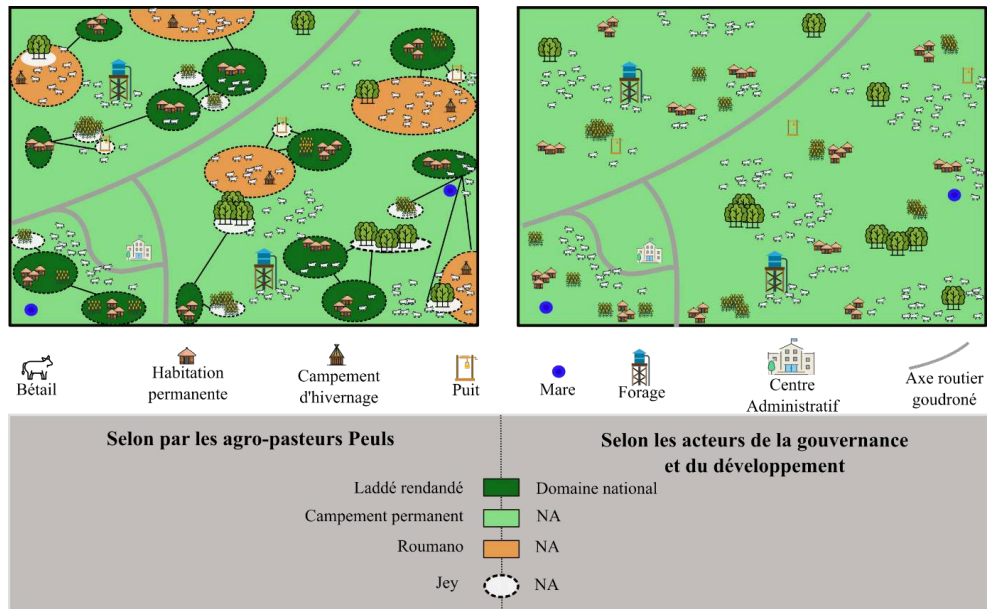 Bétail
Habitation
permanente
Campement
d'hivernage
Puit
Mare
Forage
Centre
Administratif
Axe routier
goudroné
Selon par les agro-pasteurs Peuls
Selon les acteurs de la gouvernance
et du développement
Laddé rendandé
Domaine national
Campement permanent
NA
Roumano
NA
Jey
NA